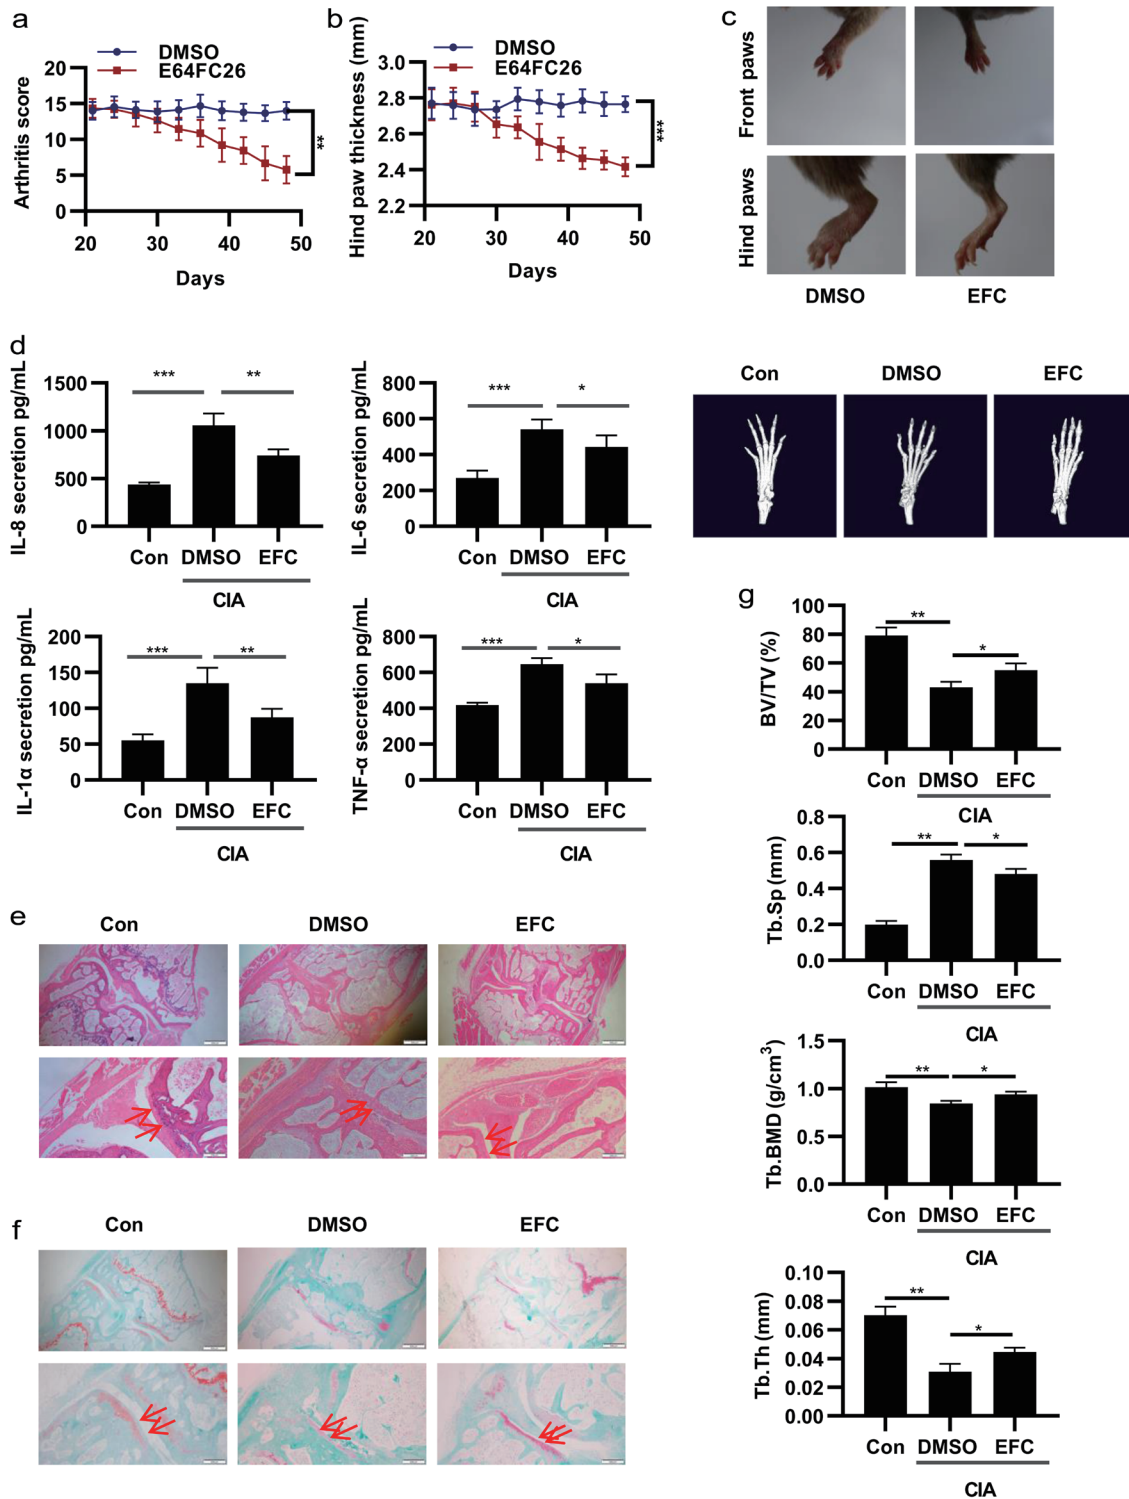 a
DMSO
E64FC26
Arthritis score
20
15
10
5
0
**
20
30
40
50
Days
b
DMSO
E64FC26
Hind paw thickness (mm)
3.0
2.8
2.6
2.4
2.2
***
20
30
40
50
Days
c
Front paws
Hind paws
DMSO
EFC
d
IL-8 secretion pg/mL
1500
1000
500
0
***
**
Con
DMSO
EFC
CIA
IL-6 secretion pg/mL
800
600
400
200
0
***
*
Con
DMSO
EFC
CIA
IL-1α secretion pg/mL
200
150
100
50
0
***
**
Con
DMSO
EFC
CIA
TNF-α secretion pg/mL
800
600
400
200
0
***
*
Con
DMSO
EFC
CIA
Con
DMSO
EFC
g
BV/TV (%)
100
80
60
40
20
0
**
*
Con
DMSO
EFC
CIA
Tb.Sp (mm)
0.8
0.6
0.4
0.2
0.0
**
*
Con
DMSO
EFC
CIA
Tb.BMD (g/cm³)
1.5
1.0
0.5
0.0
**
*
Con
DMSO
EFC
CIA
Tb.Th (mm)
0.10
0.08
0.06
0.04
0.02
0.00
**
*
Con
DMSO
EFC
CIA
e
Con
DMSO
EFC
f
Con
DMSO
EFC